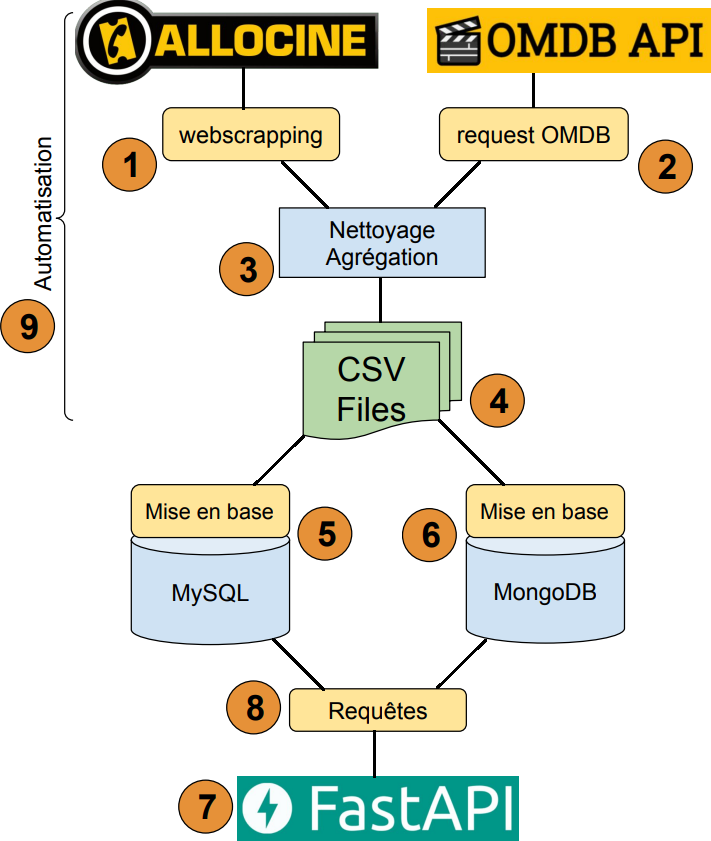 ALLOCINE
OMDB API
webscrapping
request OMDB
1
2
Automatisation
Nettoyage
Agrégation
3
9
CSV
Files
4
Mise en base
5
6
Mise en base
MySQL
MongoDB
8
Requêtes
7
FastAPI